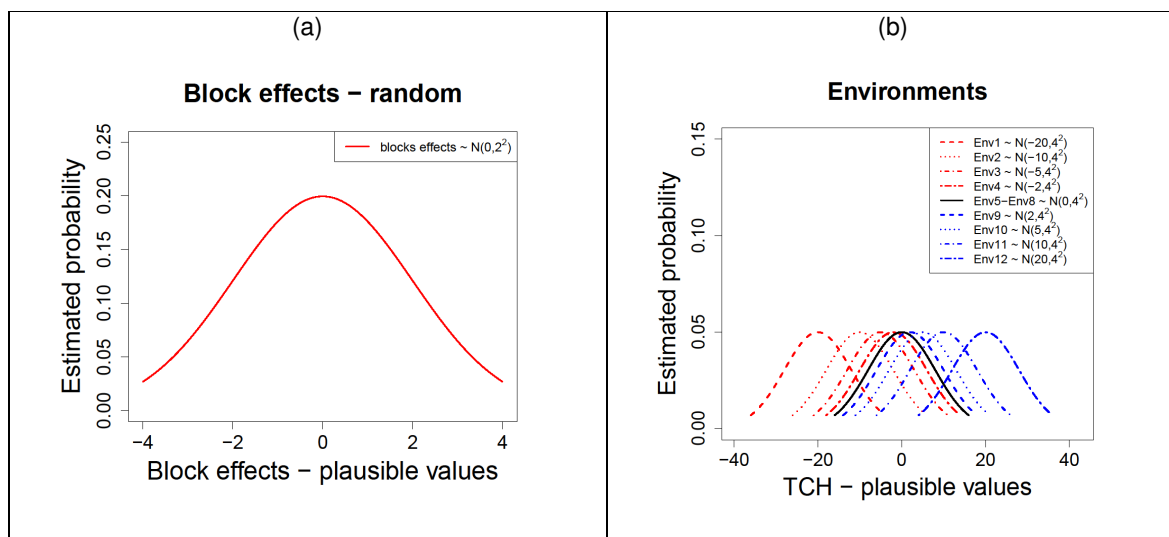 (a)
Block effects − random
blocks effects ~ N(0,2²)
Estimated probability
0.25
0.20
0.15
0.10
0.05
0.00
−4 −2 0 2 4
Block effects − plausible values
(b)
Environments
Env1 ~ N(−20,4²)
Env2 ~ N(−10,4²)
Env3 ~ N(−5,4²)
Env4 ~ N(−2,4²)
Env5−Env8 ~ N(0,4²)
Env9 ~ N(2,4²)
Env10 ~ N(5,4²)
Env11 ~ N(10,4²)
Env12 ~ N(20,4²)
Estimated probability
0.15
0.10
0.05
0.00
−40 −20 0 20 40
TCH − plausible values